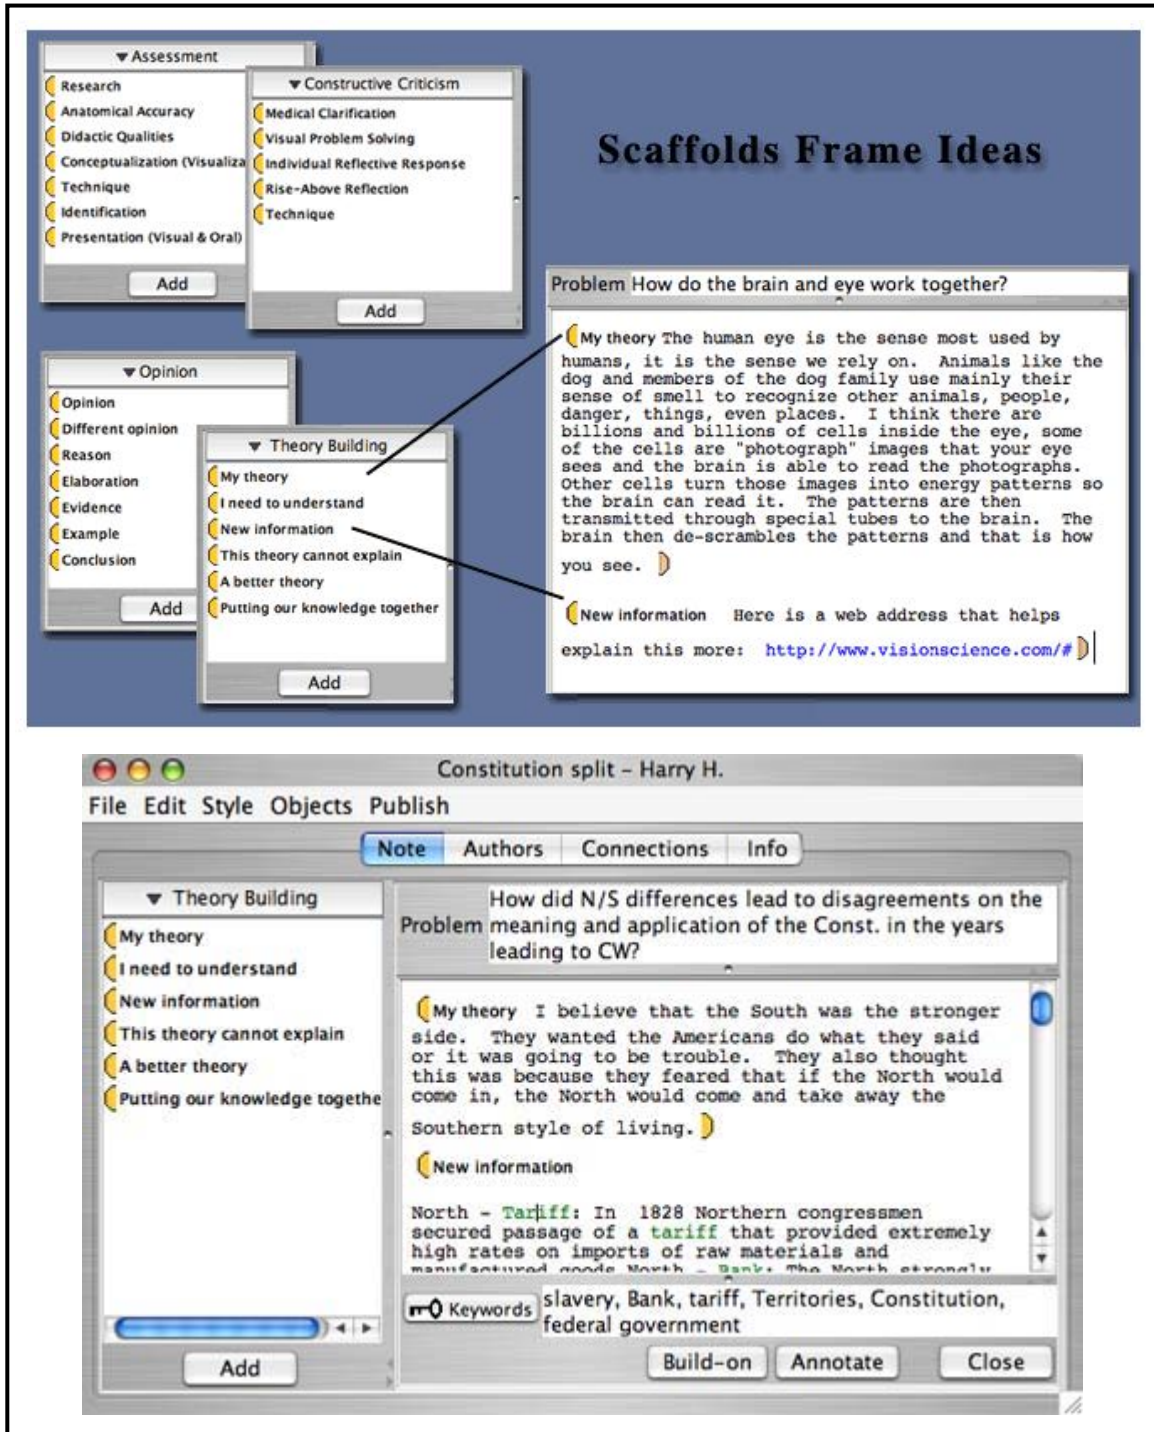 Assessment
Research
Anatomical Accuracy
Didactic Qualities
Conceptualization (Visualiza
Technique
Identification
Presentation (Visual & Oral)
Add
Constructive Criticism
Medical Clarification
Visual Problem Solving
Individual Reflective Response
Rise-Above Reflection
Technique
Add
Scaffolds Frame Ideas
Opinion
Opinion
Different opinion
Reason
Elaboration
Evidence
Example
Conclusion
Add
Theory Building
My theory
I need to understand
New information
This theory cannot explain
A better theory
Putting our knowledge together
Add
Problem How do the brain and eye work together?
My theory The human eye is the sense most used by
humans, it is the sense we rely on. Animals like the
dog and members of the dog family use mainly their
sense of smell to recognize other animals, people,
danger, things, even places. I think there are
billions and billions of cells inside the eye, some
of the cells are "photograph" images that your eye
sees and the brain is able to read the photographs.
Other cells turn those images into energy patterns so
the brain can read it. The patterns are then
transmitted through special tubes to the brain. The
brain then de-scrambles the patterns and that is how
you see.
New information Here is a web address that helps
explain this more: http://www.visionscience.com/#
Constitution split - Harry H.
File Edit Style Objects Publish
Note Authors Connections Info
Theory Building
My theory
I need to understand
New information
This theory cannot explain
A better theory
Putting our knowledge togethe
Add
Problem
How did N/S differences lead to disagreements on the
meaning and application of the Const. in the years
leading to CW?
My theory I believe that the South was the stronger
side. They wanted the Americans do what they said
or it was going to be trouble. They also thought
this was because they feared that if the North would
come in, the North would come and take away the
Southern style of living.
New information
North - Tariff: In 1828 Northern congressmen
secured passage of a tariff that provided extremely
high rates on imports of raw materials and
manufactured goods North - Bank: The North strongly
Keywords
slavery, Bank, tariff, Territories, Constitution,
federal government
Build-on Annotate Close